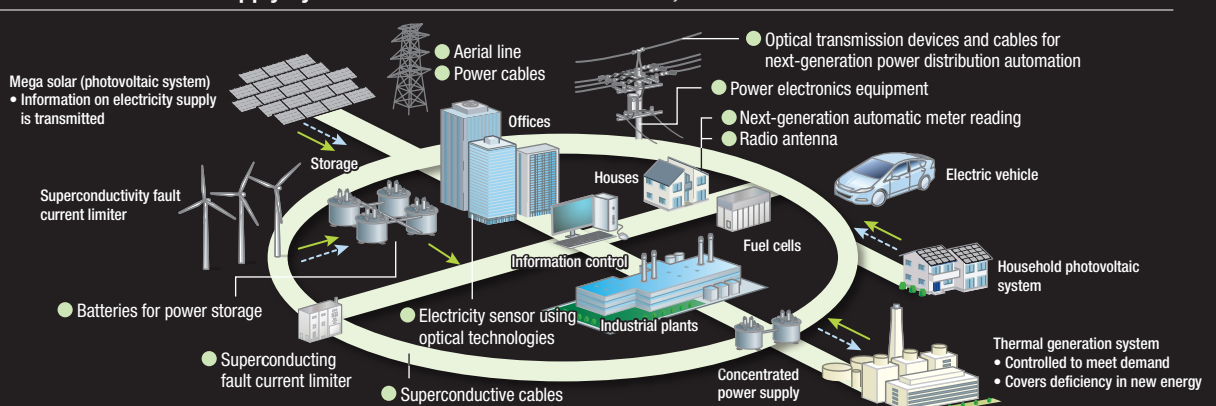 Mega solar (photovoltaic system)
• Information on electricity supply
is transmitted
Aerial line
Power cables
Optical transmission devices and cables for
next-generation power distribution automation
Power electronics equipment
Next-generation automatic meter reading
Radio antenna
Offices
Storage
Houses
Electric vehicle
Superconductivity fault
current limiter
Fuel cells
Information control
Household photovoltaic
system
Batteries for power storage
Electricity sensor using
optical technologies
Industrial plants
Superconducting
fault current limiter
Superconductive cables
Concentrated
power supply
Thermal generation system
• Controlled to meet demand
• Covers deficiency in new energy